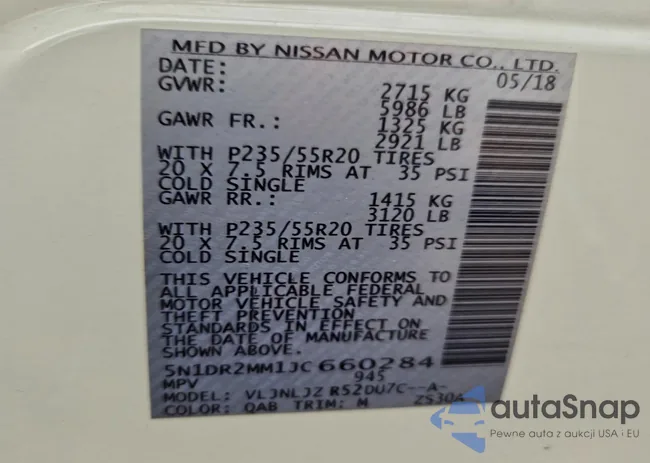 MFD BY NISSAN MOTOR CO., LTD.
DATE: 05/18
GVWR: 2715 KG
5986 LB
GAWR FR.: 1325 KG
2921 LB
WITH P235/55R20 TIRES
20 X 7.5 RIMS AT 35 PSI
COLD SINGLE
GAWR RR.: 1415 KG
3120 LB
WITH P235/55R20 TIRES
20 X 7.5 RIMS AT 35 PSI
COLD SINGLE
THIS VEHICLE CONFORMS TO
ALL APPLICABLE FEDERAL
MOTOR VEHICLE SAFETY AND
THEFT PREVENTION
STANDARDS IN EFFECT ON
THE DATE OF MANUFACTURE
SHOWN ABOVE.
5N1DR2MM1JC660284
MPV 945
MODEL: VLJNLJZ R52DU7C--A-
COLOR: QAB TRIM: M ZS30A
autaSnap
Pewne auta z aukcji USA i EU